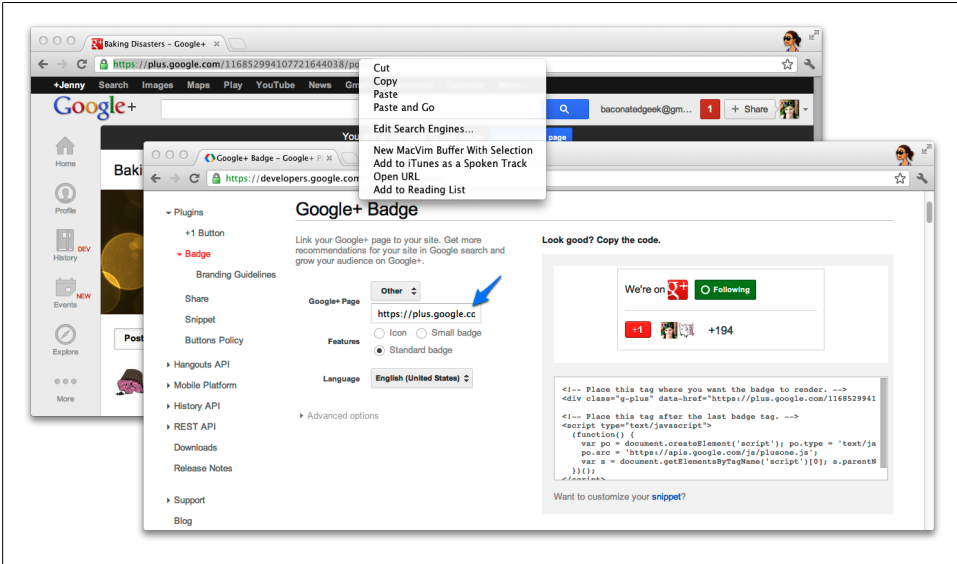 Baking Disasters – Google+
https://plus.google.com/116852994107721644038/po
+Jenny Search Images Maps Play YouTube News Gm
Google+
baconatedgeek@gm... 1 + Share
You
page
Home
Baki
Profile
History DEV
Events NEW
Explore
Post
More
Cut
Copy
Paste
Paste and Go
Edit Search Engines...
New MacVim Buffer With Selection
Add to iTunes as a Spoken Track
Open URL
Add to Reading List
Google+ Badge – Google+ Pl
https://developers.google.com
Plugins
+1 Button
Badge
Branding Guidelines
Share
Snippet
Buttons Policy
Hangouts API
Mobile Platform
History API
REST API
Downloads
Release Notes
Support
Blog
Google+ Badge
Link your Google+ page to your site. Get more
recommendations for your site in Google search and
grow your audience on Google+.
Google+ Page Other
https://plus.google.cc
Features Icon Small badge
Standard badge
Language English (United States)
Advanced options
Look good? Copy the code.
We're on g+ Following
+1 +194
<!-- Place this tag where you want the badge to render. -->
<div class="g-plus" data-href="https://plus.google.com/1168529941
<!-- Place this tag after the last badge tag. -->
<script type="text/javascript">
(function() {
var po = document.createElement('script'); po.type = 'text/ja
po.src = 'https://apis.google.com/js/plusone.js';
var s = document.getElementsByTagName('script')[0]; s.parentN
})();
</script>
Want to customize your snippet?